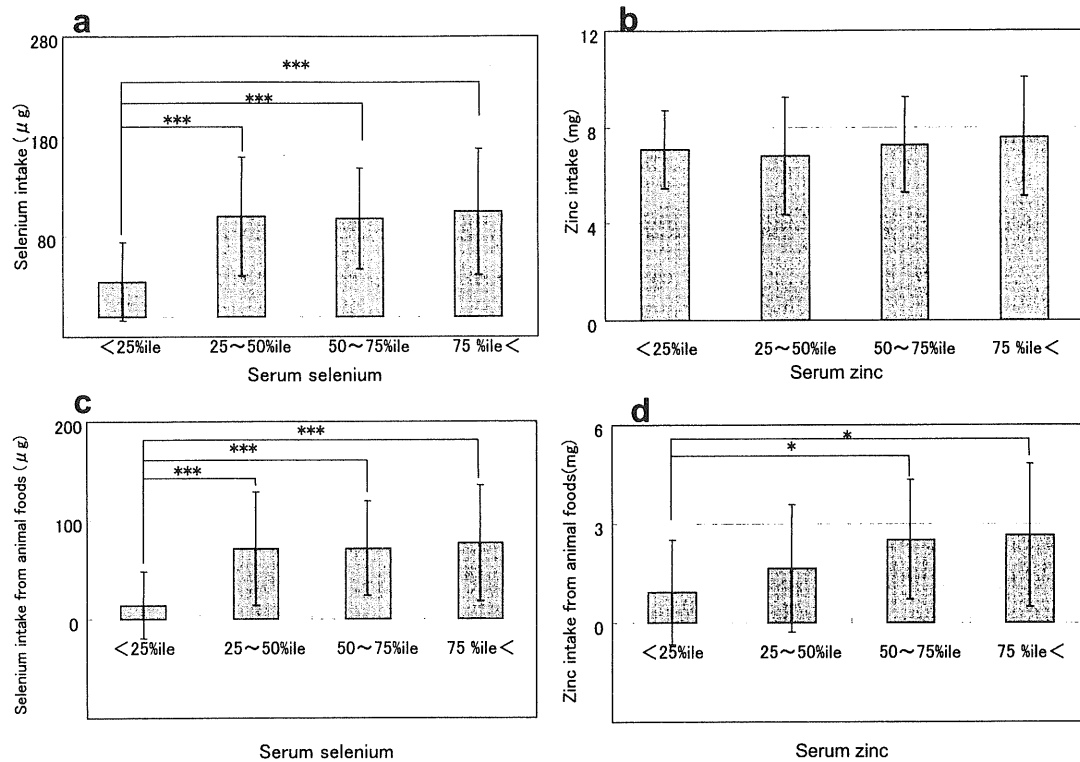 a
280
180
80
Selenium intake (μg)
***
***
***
<25%ile 25～50%ile 50～75%ile 75 %ile<
Serum selenium
b
12
8
4
0
Zinc intake (mg)
<25%ile 25～50%ile 50～75%ile 75 %ile<
Serum zinc
c
200
100
0
Selenium intake from animal foods (μg)
***
***
***
<25%ile 25～50%ile 50～75%ile 75 %ile<
Serum selenium
d
6
3
0
Zinc intake from animal foods(mg)
*
*
<25%ile 25～50%ile 50～75%ile 75 %ile<
Serum zinc